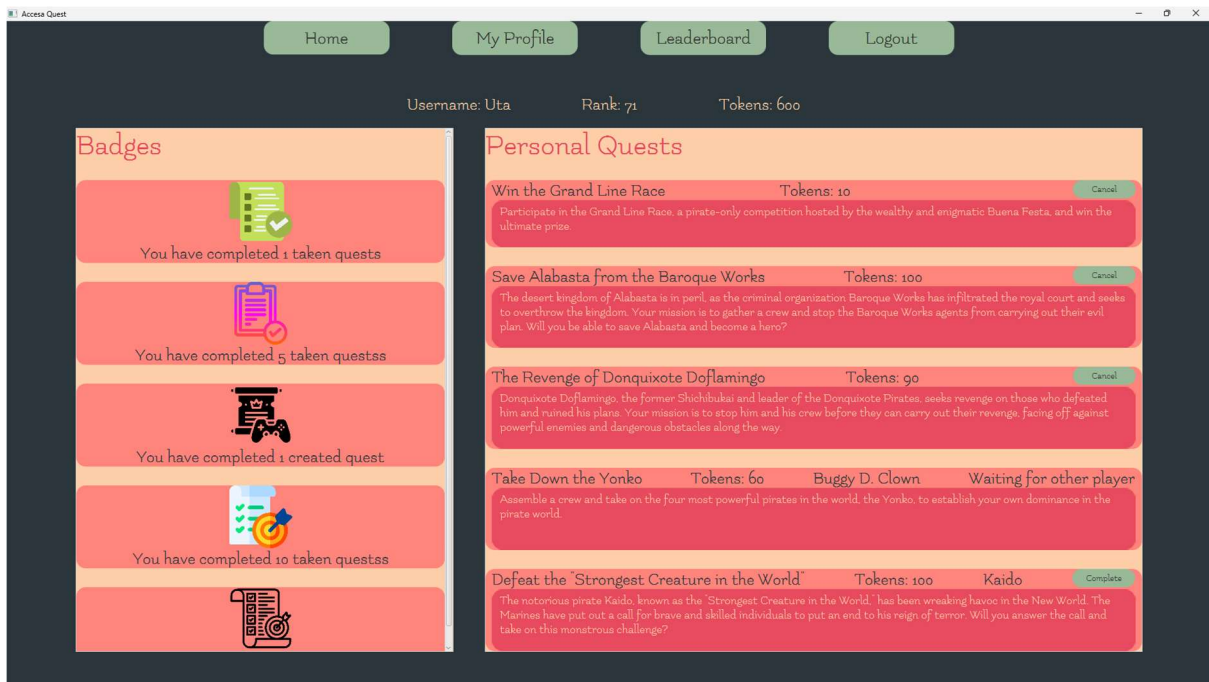 Accesa Quest
Home My Profile Leaderboard Logout
Username: Uta Rank: 71 Tokens: 600
Badges
You have completed 1 taken quests
You have completed 5 taken questss
You have completed 1 created quest
You have completed 10 taken questss
Personal Quests
Win the Grand Line Race Tokens: 10 Cancel
Participate in the Grand Line Race, a pirate-only competition hosted by the wealthy and enigmatic Buena Festa, and win the
ultimate prize.
Save Alabasta from the Baroque Works Tokens: 100 Cancel
The desert kingdom of Alabasta is in peril, as the criminal organization Baroque Works has infiltrated the royal court and seeks
to overthrow the kingdom. Your mission is to gather a crew and stop the Baroque Works agents from carrying out their evil
plan. Will you be able to save Alabasta and become a hero?
The Revenge of Donquixote Doflamingo Tokens: 90 Cancel
Donquixote Doflamingo, the former Shichibukai and leader of the Donquixote Pirates, seeks revenge on those who defeated
him and ruined his plans. Your mission is to stop him and his crew before they can carry out their revenge, facing off against
powerful enemies and dangerous obstacles along the way.
Take Down the Yonko Tokens: 60 Buggy D. Clown Waiting for other player
Assemble a crew and take on the four most powerful pirates in the world, the Yonko, to establish your own dominance in the
pirate world.
Defeat the "Strongest Creature in the World" Tokens: 100 Kaido Complete
The notorious pirate Kaido, known as the "Strongest Creature in the World," has been wreaking havoc in the New World. The
Marines have put out a call for brave and skilled individuals to put an end to his reign of terror. Will you answer the call and
take on this monstrous challenge?